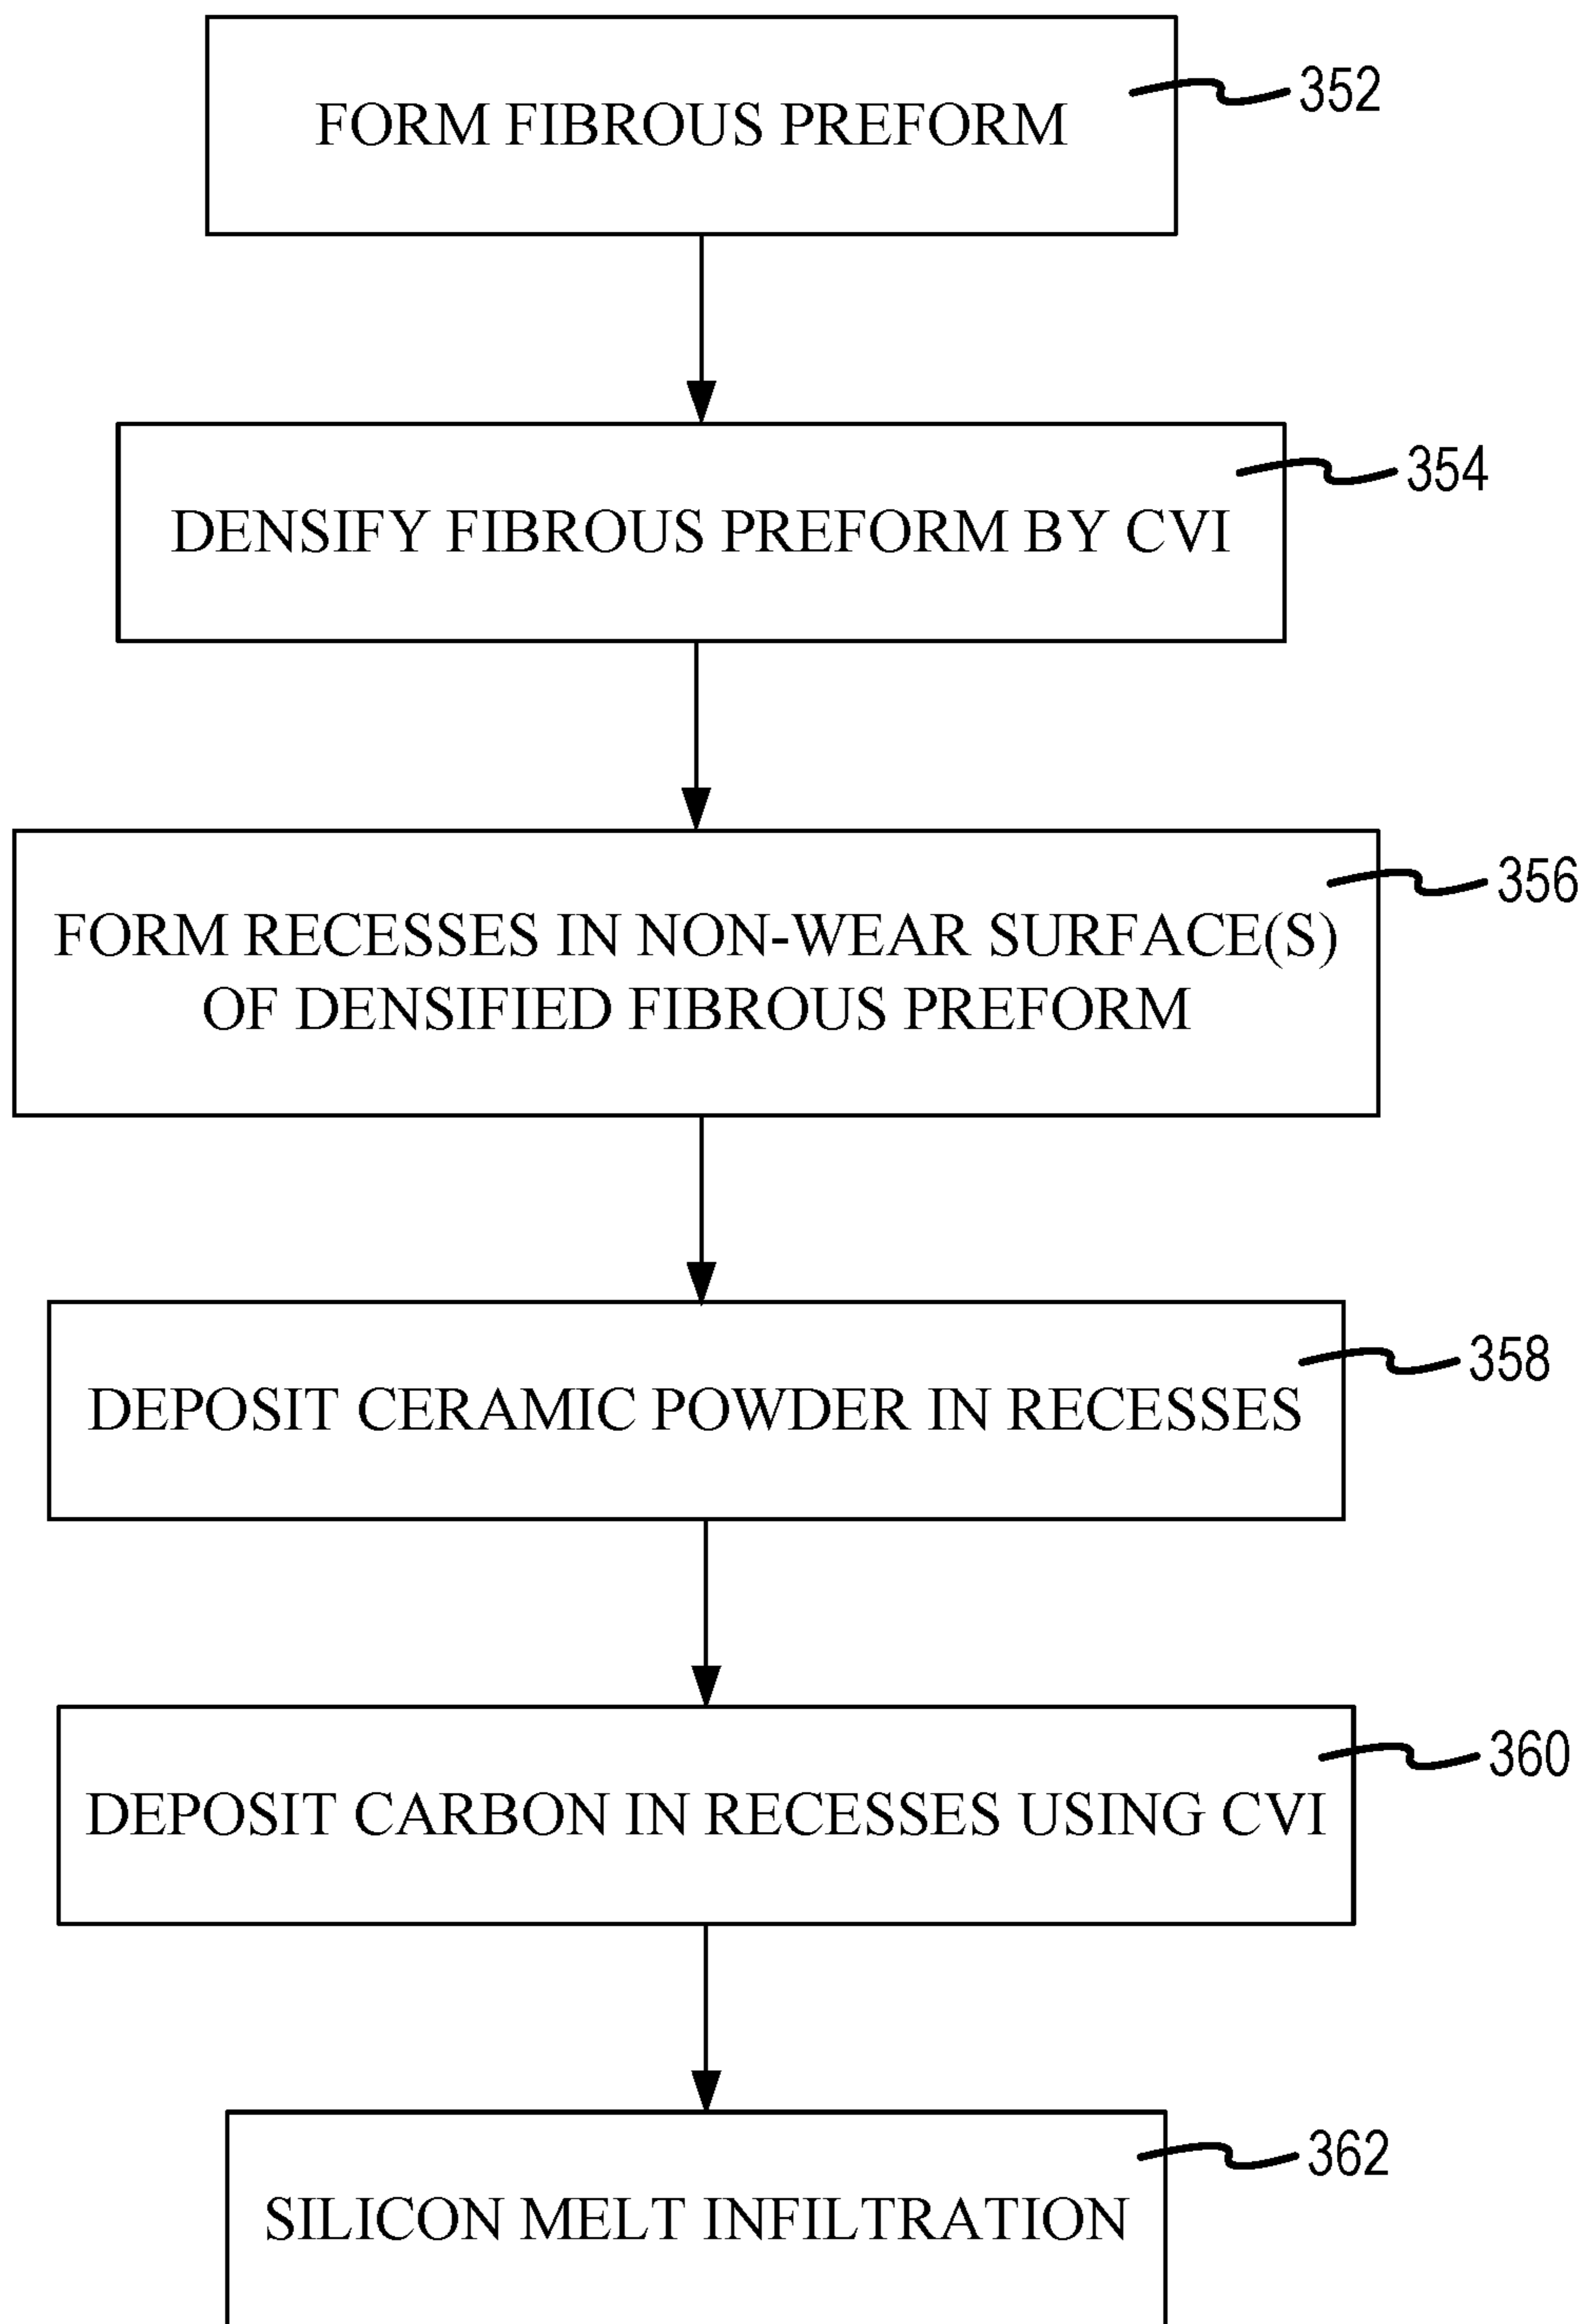 FORM FIBROUS PREFORM
352
DENSIFY FIBROUS PREFORM BY CVI
354
FORM RECESSES IN NON-WEAR SURFACE(S)
OF DENSIFIED FIBROUS PREFORM
356
DEPOSIT CERAMIC POWDER IN RECESSES
358
DEPOSIT CARBON IN RECESSES USING CVI
360
SILICON MELT INFILTRATION
362